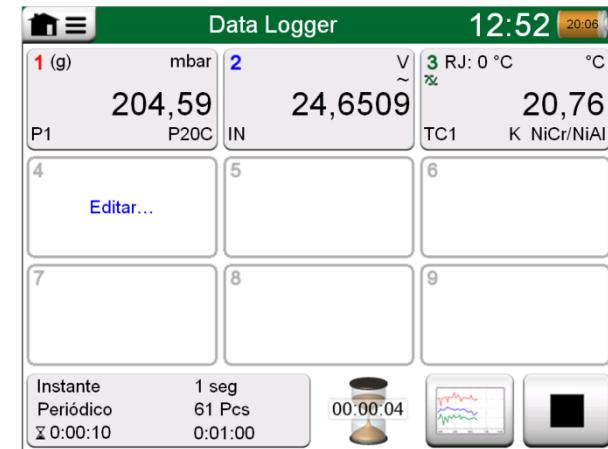 Data Logger 12:52 20:06
1 (g) mbar
204,59
P1 P20C
2 V
~
24,6509
IN
3 RJ: 0 °C °C
20,76
TC1 K NiCr/NiAl
4
Editar...
5
6
7
8
9
Instante 1 seg
Periódico 61 Pcs
0:00:10 0:01:00
00:00:04